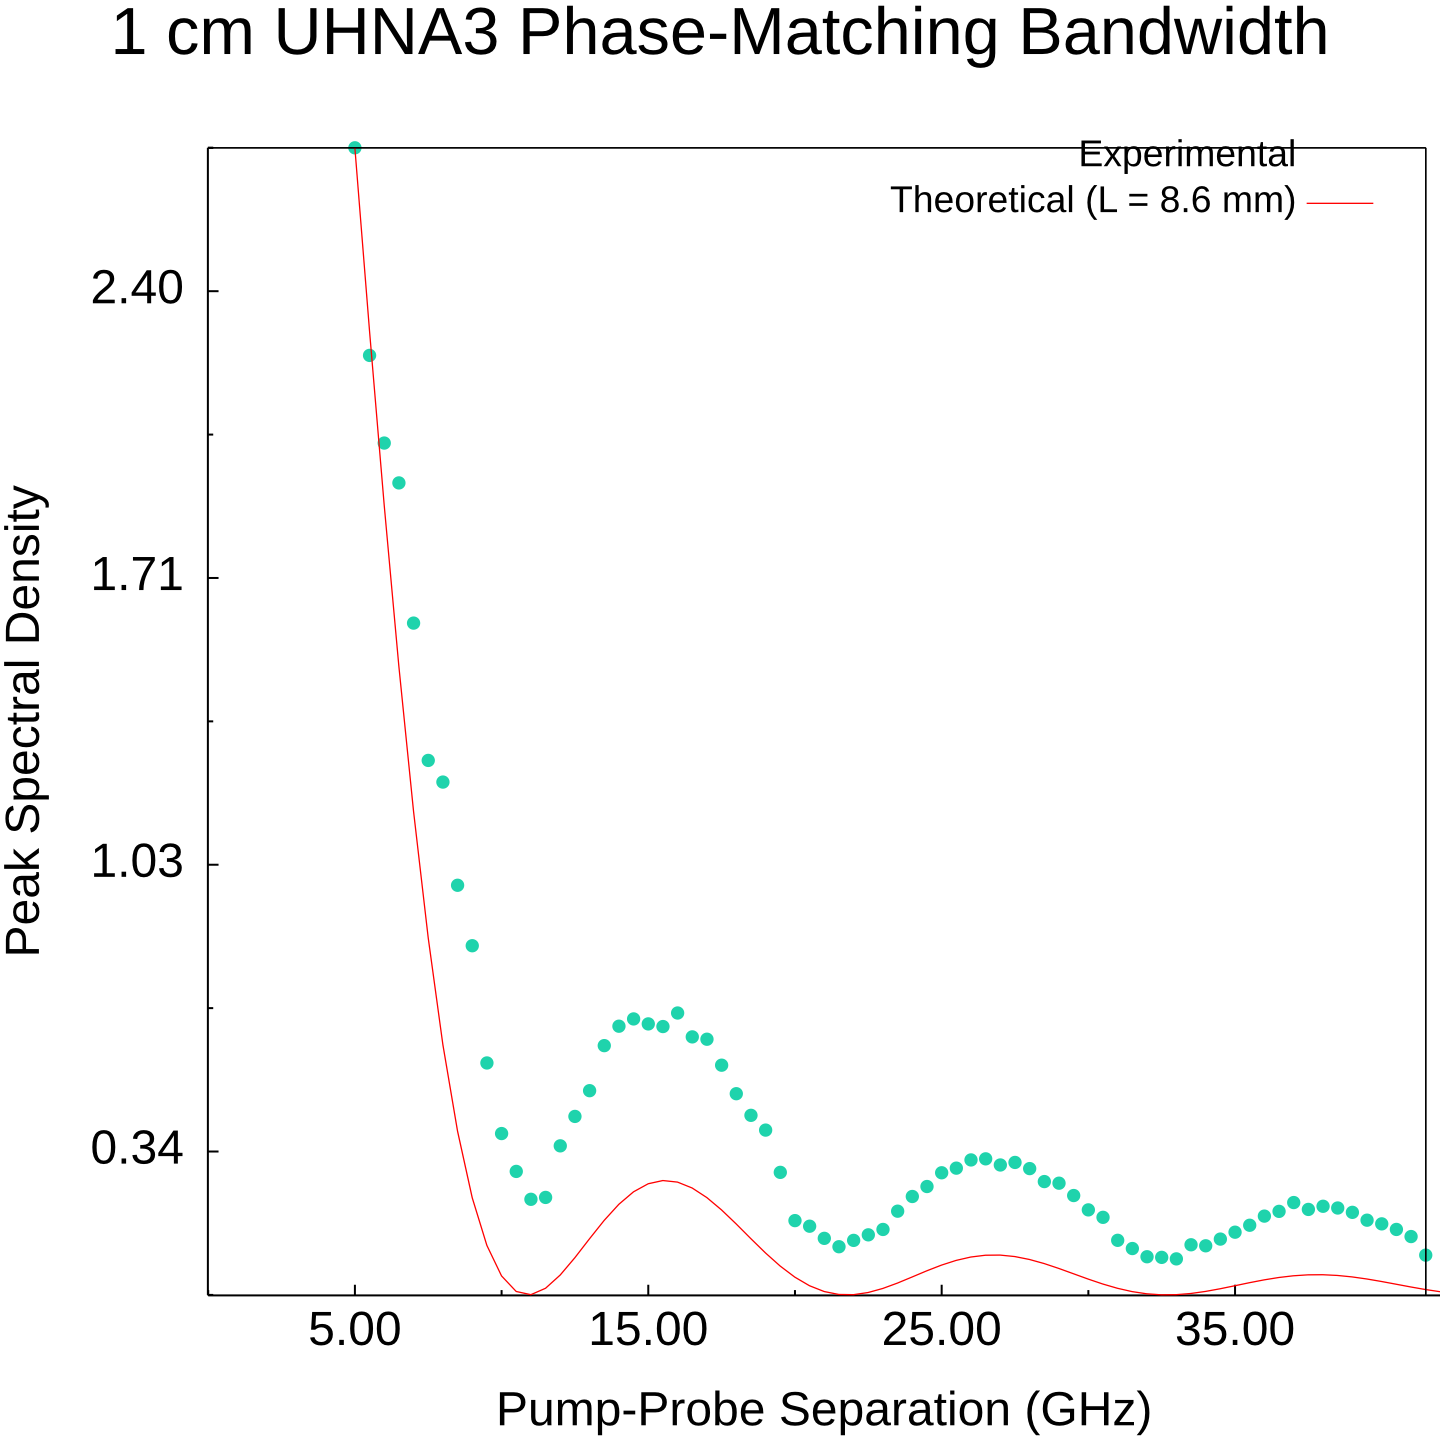 1 cm UHNA3 Phase-Matching Bandwidth
Experimental
Theoretical (L = 8.6 mm)
2.40
1.71
1.03
0.34
Peak Spectral Density
5.00 15.00 25.00 35.00
Pump-Probe Separation (GHz)